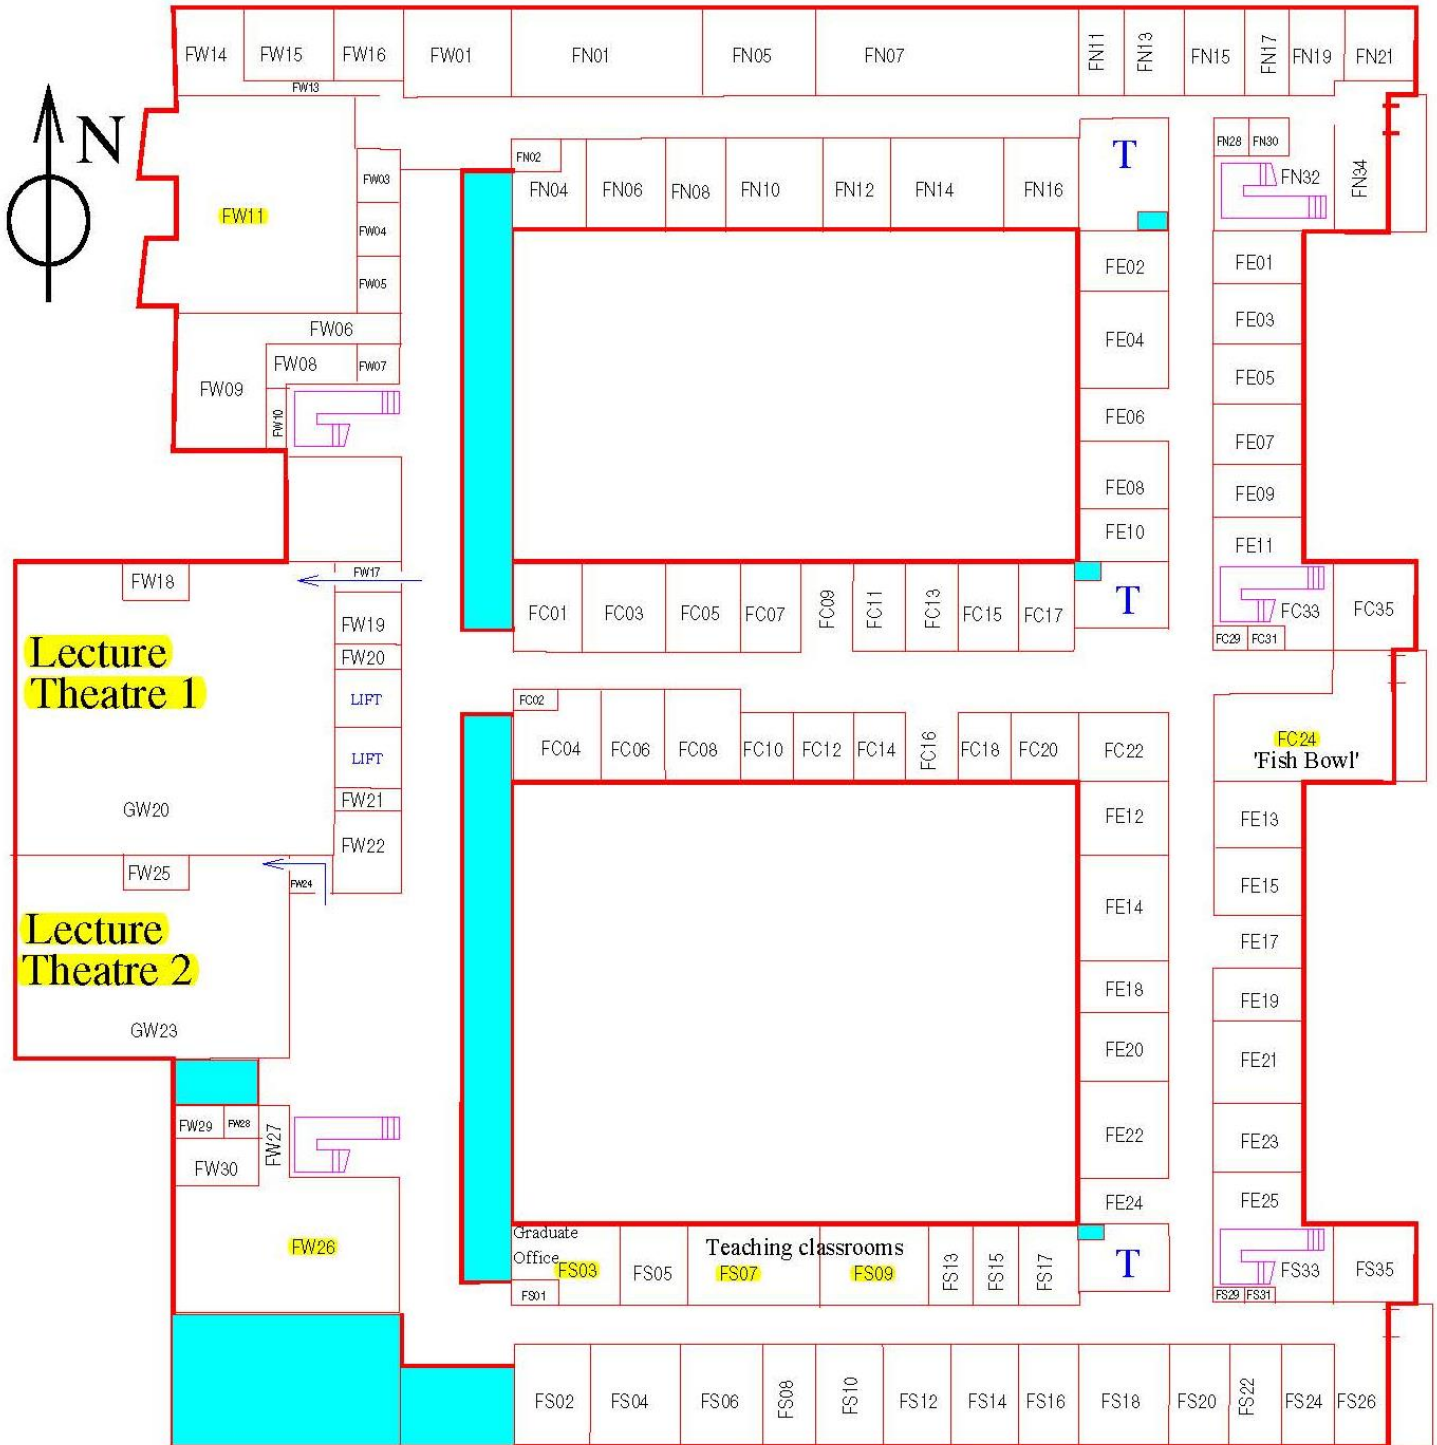 FW14 FW15 FW16 FW01 FN01 FN05 FN07 FN11 FN13 FN15 FN17 FN19 FN21
FW13
N
FN02
T
FN28 FN30
FW03
FN04 FN06 FN08 FN10 FN12 FN14 FN16
FN32 FN34
FW11
FW04
FW05
FE02 FE01
FW06
FE04 FE03
FW08 FW07
FW09
FE05
FW10
FE06 FE07
FE08 FE09
FE10 FE11
FW18 FW17
FC01 FC03 FC05 FC07 FC09 FC11 FC13 FC15 FC17
T
FC33 FC35
FW19
FC29 FC31
Lecture
Theatre 1
FW20
LIFT
FC02
FC04 FC06 FC08 FC10 FC12 FC14 FC16 FC18 FC20 FC22
FC24
'Fish Bowl'
LIFT
GW20
FW21
FW22
FE12 FE13
FW25 FW24
FE14 FE15
Lecture
Theatre 2
FE17
FE18 FE19
GW23
FE20 FE21
FW29 FW28 FW27
FE22 FE23
FW30
FE24 FE25
FW26
Graduate
Office
FS03 FS05
Teaching classrooms
FS07 FS09 FS13 FS15 FS17
T
FS33 FS35
FS01
FS29 FS31
FS02 FS04 FS06 FS08 FS10 FS12 FS14 FS16 FS18 FS20 FS22 FS24 FS26